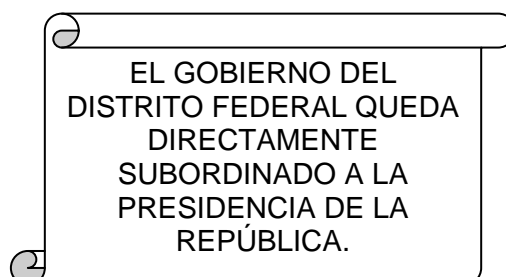 EL GOBIERNO DEL
DISTRITO FEDERAL QUEDA
DIRECTAMENTE
SUBORDINADO A LA
PRESIDENCIA DE LA
REPÚBLICA.